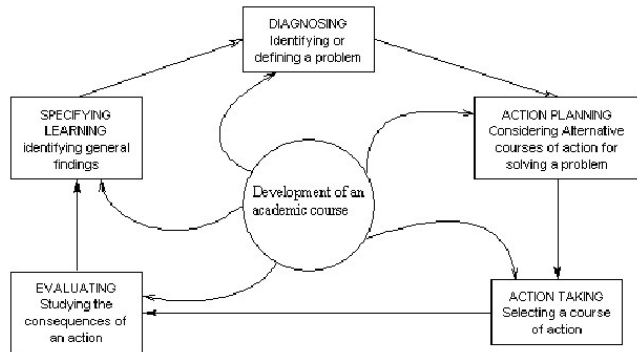 DIAGNOSING
Identifying or
defining a problem
SPECIFYING
LEARNING
identifying general
findings
ACTION PLANNING
Considering Alternative
courses of action for
solving a problem
Development of an
academic course
EVALUATING
Studying the
consequences of
an action
ACTION TAKING
Selecting a course
of action